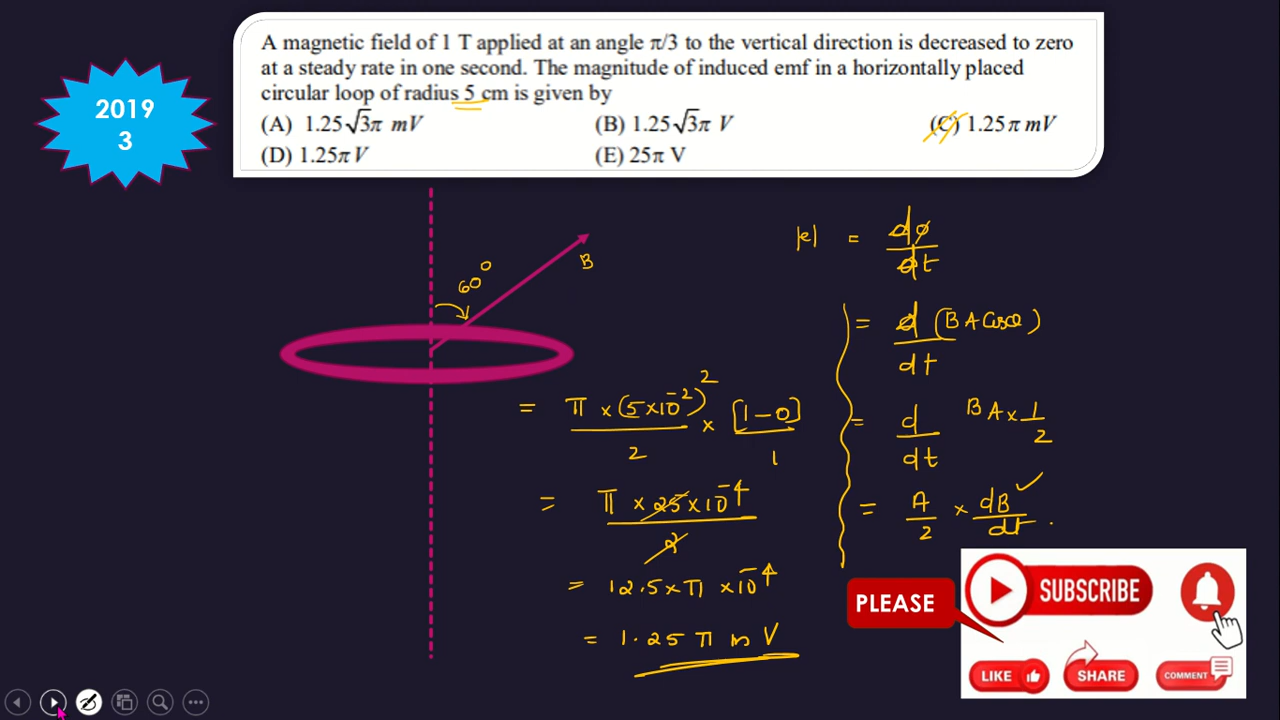 2019
3
A magnetic field of 1 T applied at an angle π/3 to the vertical direction is decreased to zero
at a steady rate in one second. The magnitude of induced emf in a horizontally placed
circular loop of radius 5 cm is given by
(A) 1.25√3π mV (B) 1.25√3π V (C) 1.25π mV
(D) 1.25π V (E) 25π V
60°
B
|e| = dφ/dt
= d/dt (BA cosθ)
= d/dt BA × 1/2
= A/2 × dB/dt .
= π × (5×10⁻²)²/2 × [1-0]/1
= π × 25×10⁻⁴/2
= 12.5 × π × 10⁻⁴
= 1.25 π m V
PLEASE
SUBSCRIBE
LIKE SHARE COMMENT